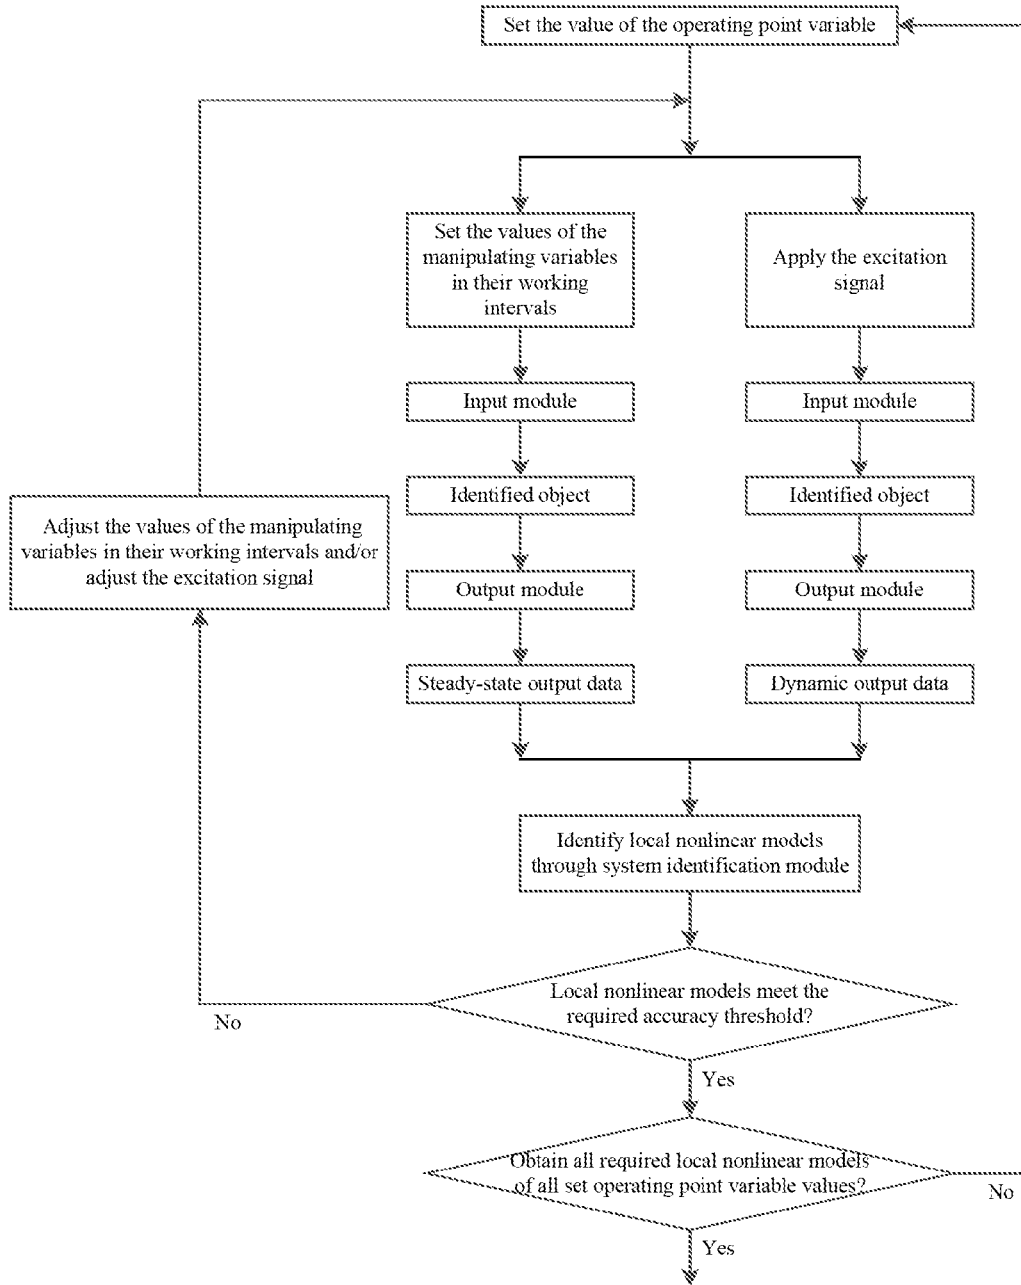 Set the value of the operating point variable
Set the values of the
manipulating variables
in their working
intervals
Apply the excitation
signal
Input module
Input module
Identified object
Identified object
Adjust the values of the manipulating
variables in their working intervals and/or
adjust the excitation signal
Output module
Output module
Steady-state output data
Dynamic output data
Identify local nonlinear models
through system identification module
Local nonlinear models meet the
required accuracy threshold?
No
Yes
Obtain all required local nonlinear models
of all set operating point variable values?
No
Yes